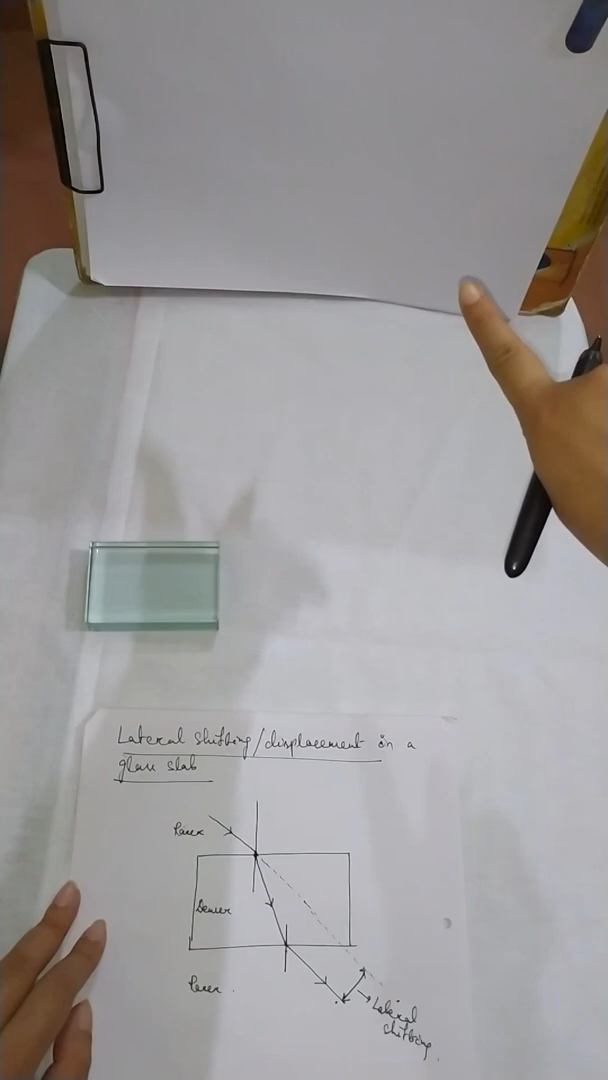 Lateral shifting/displacement in a
glass slab
Rarer
Denser
Rarer.
Lateral
shifting.